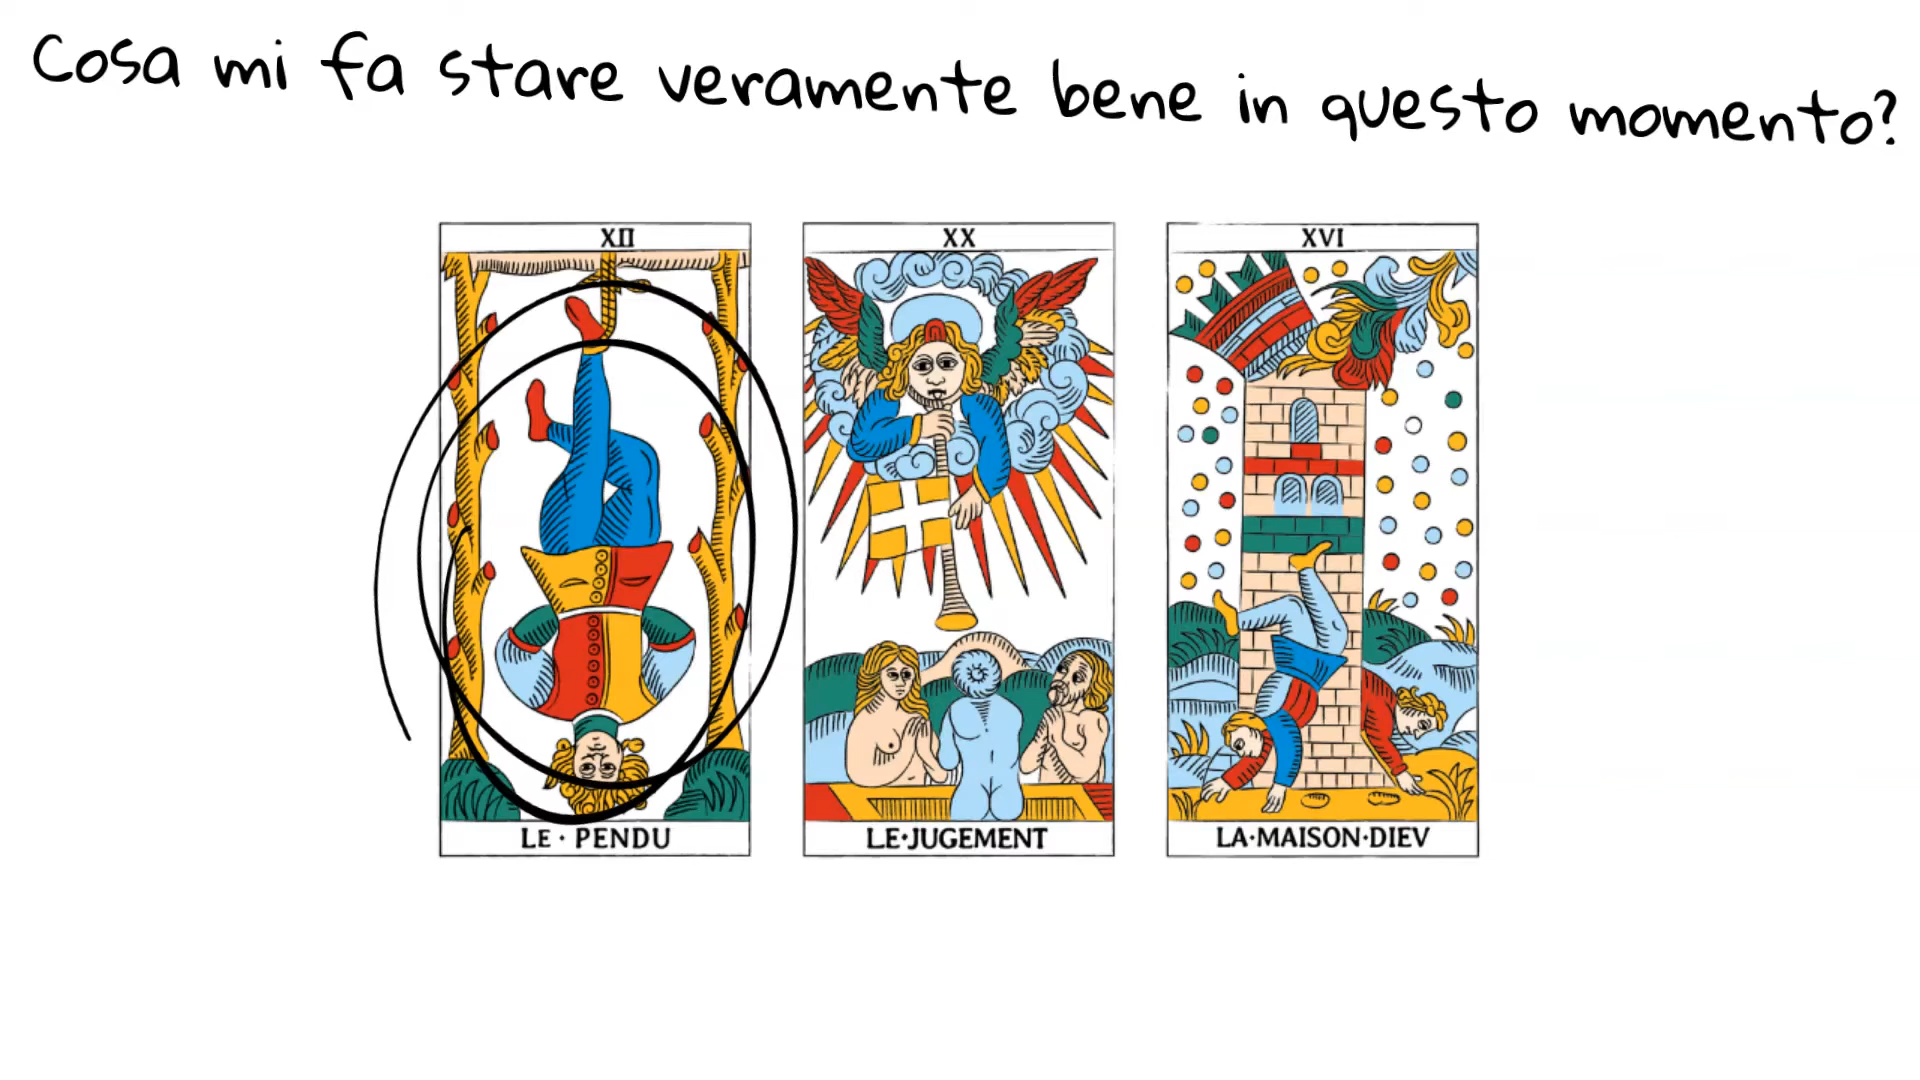 Cosa mi fa stare veramente bene in questo momento?
XII
XX
XVI
LE · PENDU
LE·JUGEMENT
LA·MAISON·DIEV